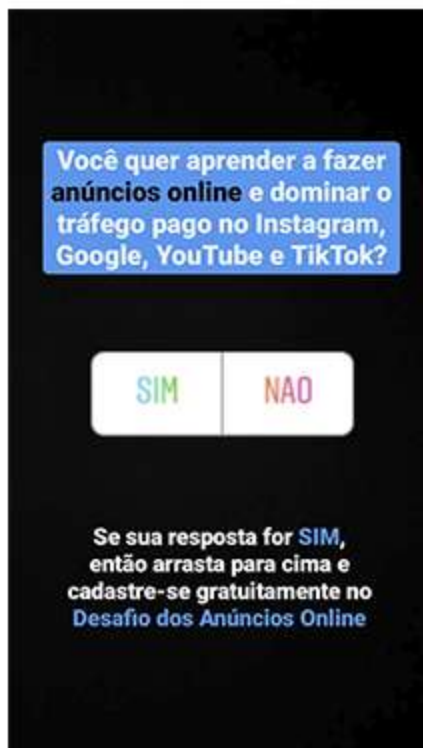 Você quer aprender a fazer
anúncios online e dominar o
tráfego pago no Instagram,
Google, YouTube e TikTok?
SIM NAO
Se sua resposta for SIM,
então arrasta para cima e
cadastre-se gratuitamente no
Desafio dos Anúncios Online